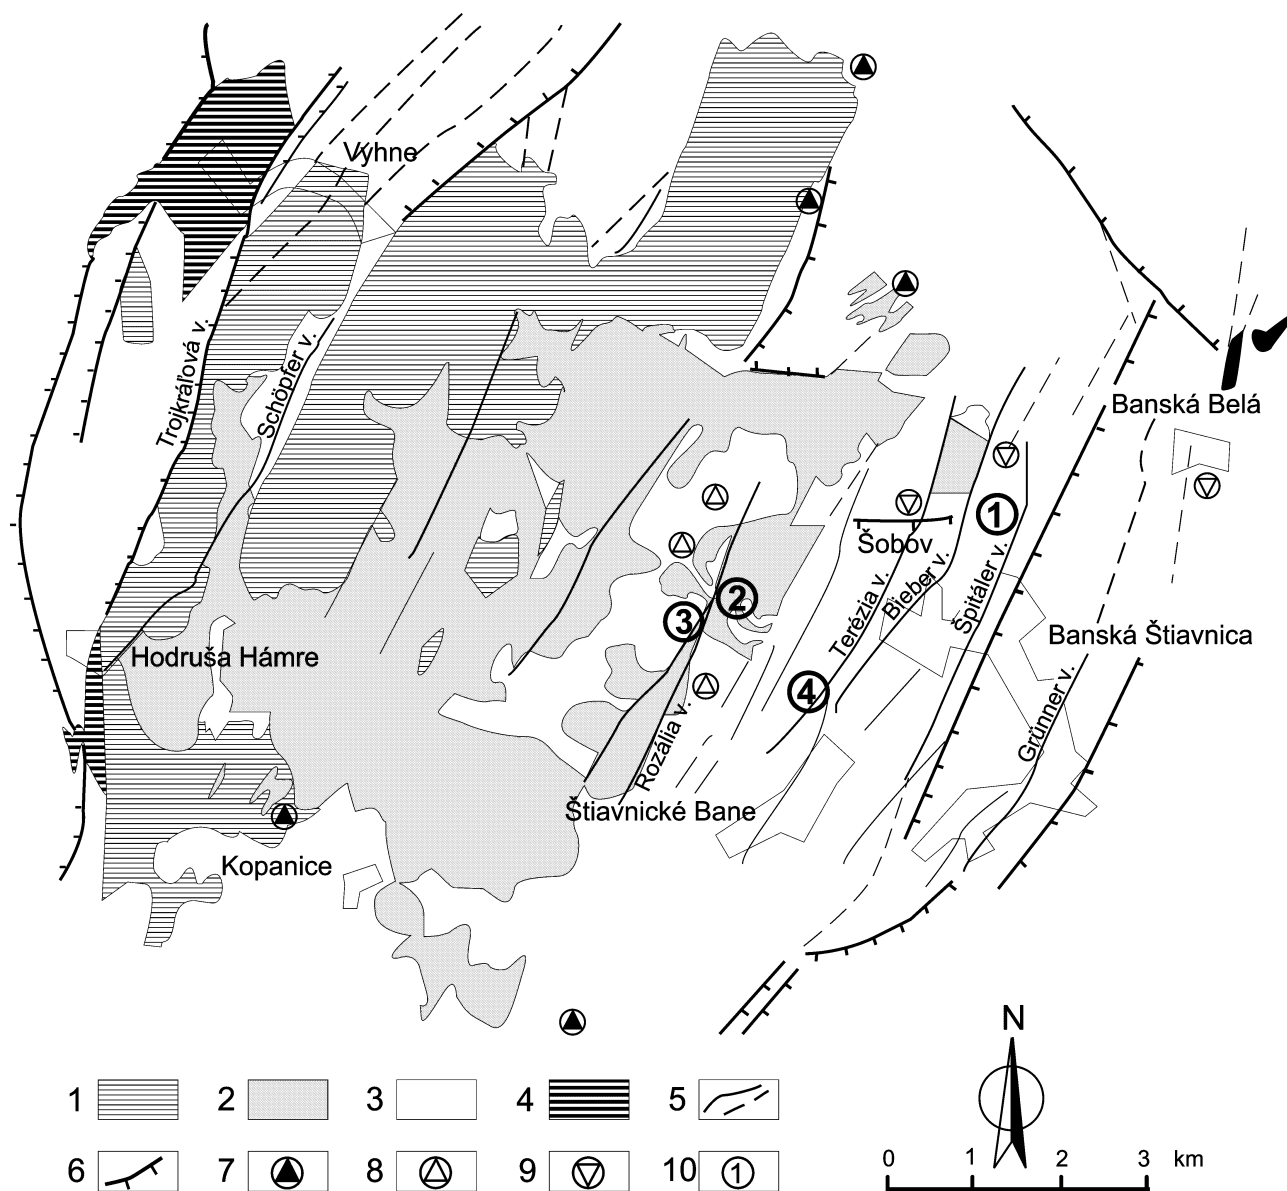 Vyhne
Trojkráľová v.
Schöpfer v.
Banská Belá
1
Šobov
2
3
Terézia v.
Bieber v.
Špitáler v.
Banská Štiavnica
Hodruša Hámre
4
Rozália v.
Grünner v.
Štiavnické Bane
Kopanice
N
1 2 3 4 5
6 7 8 9 10 1
0 1 2 3 km